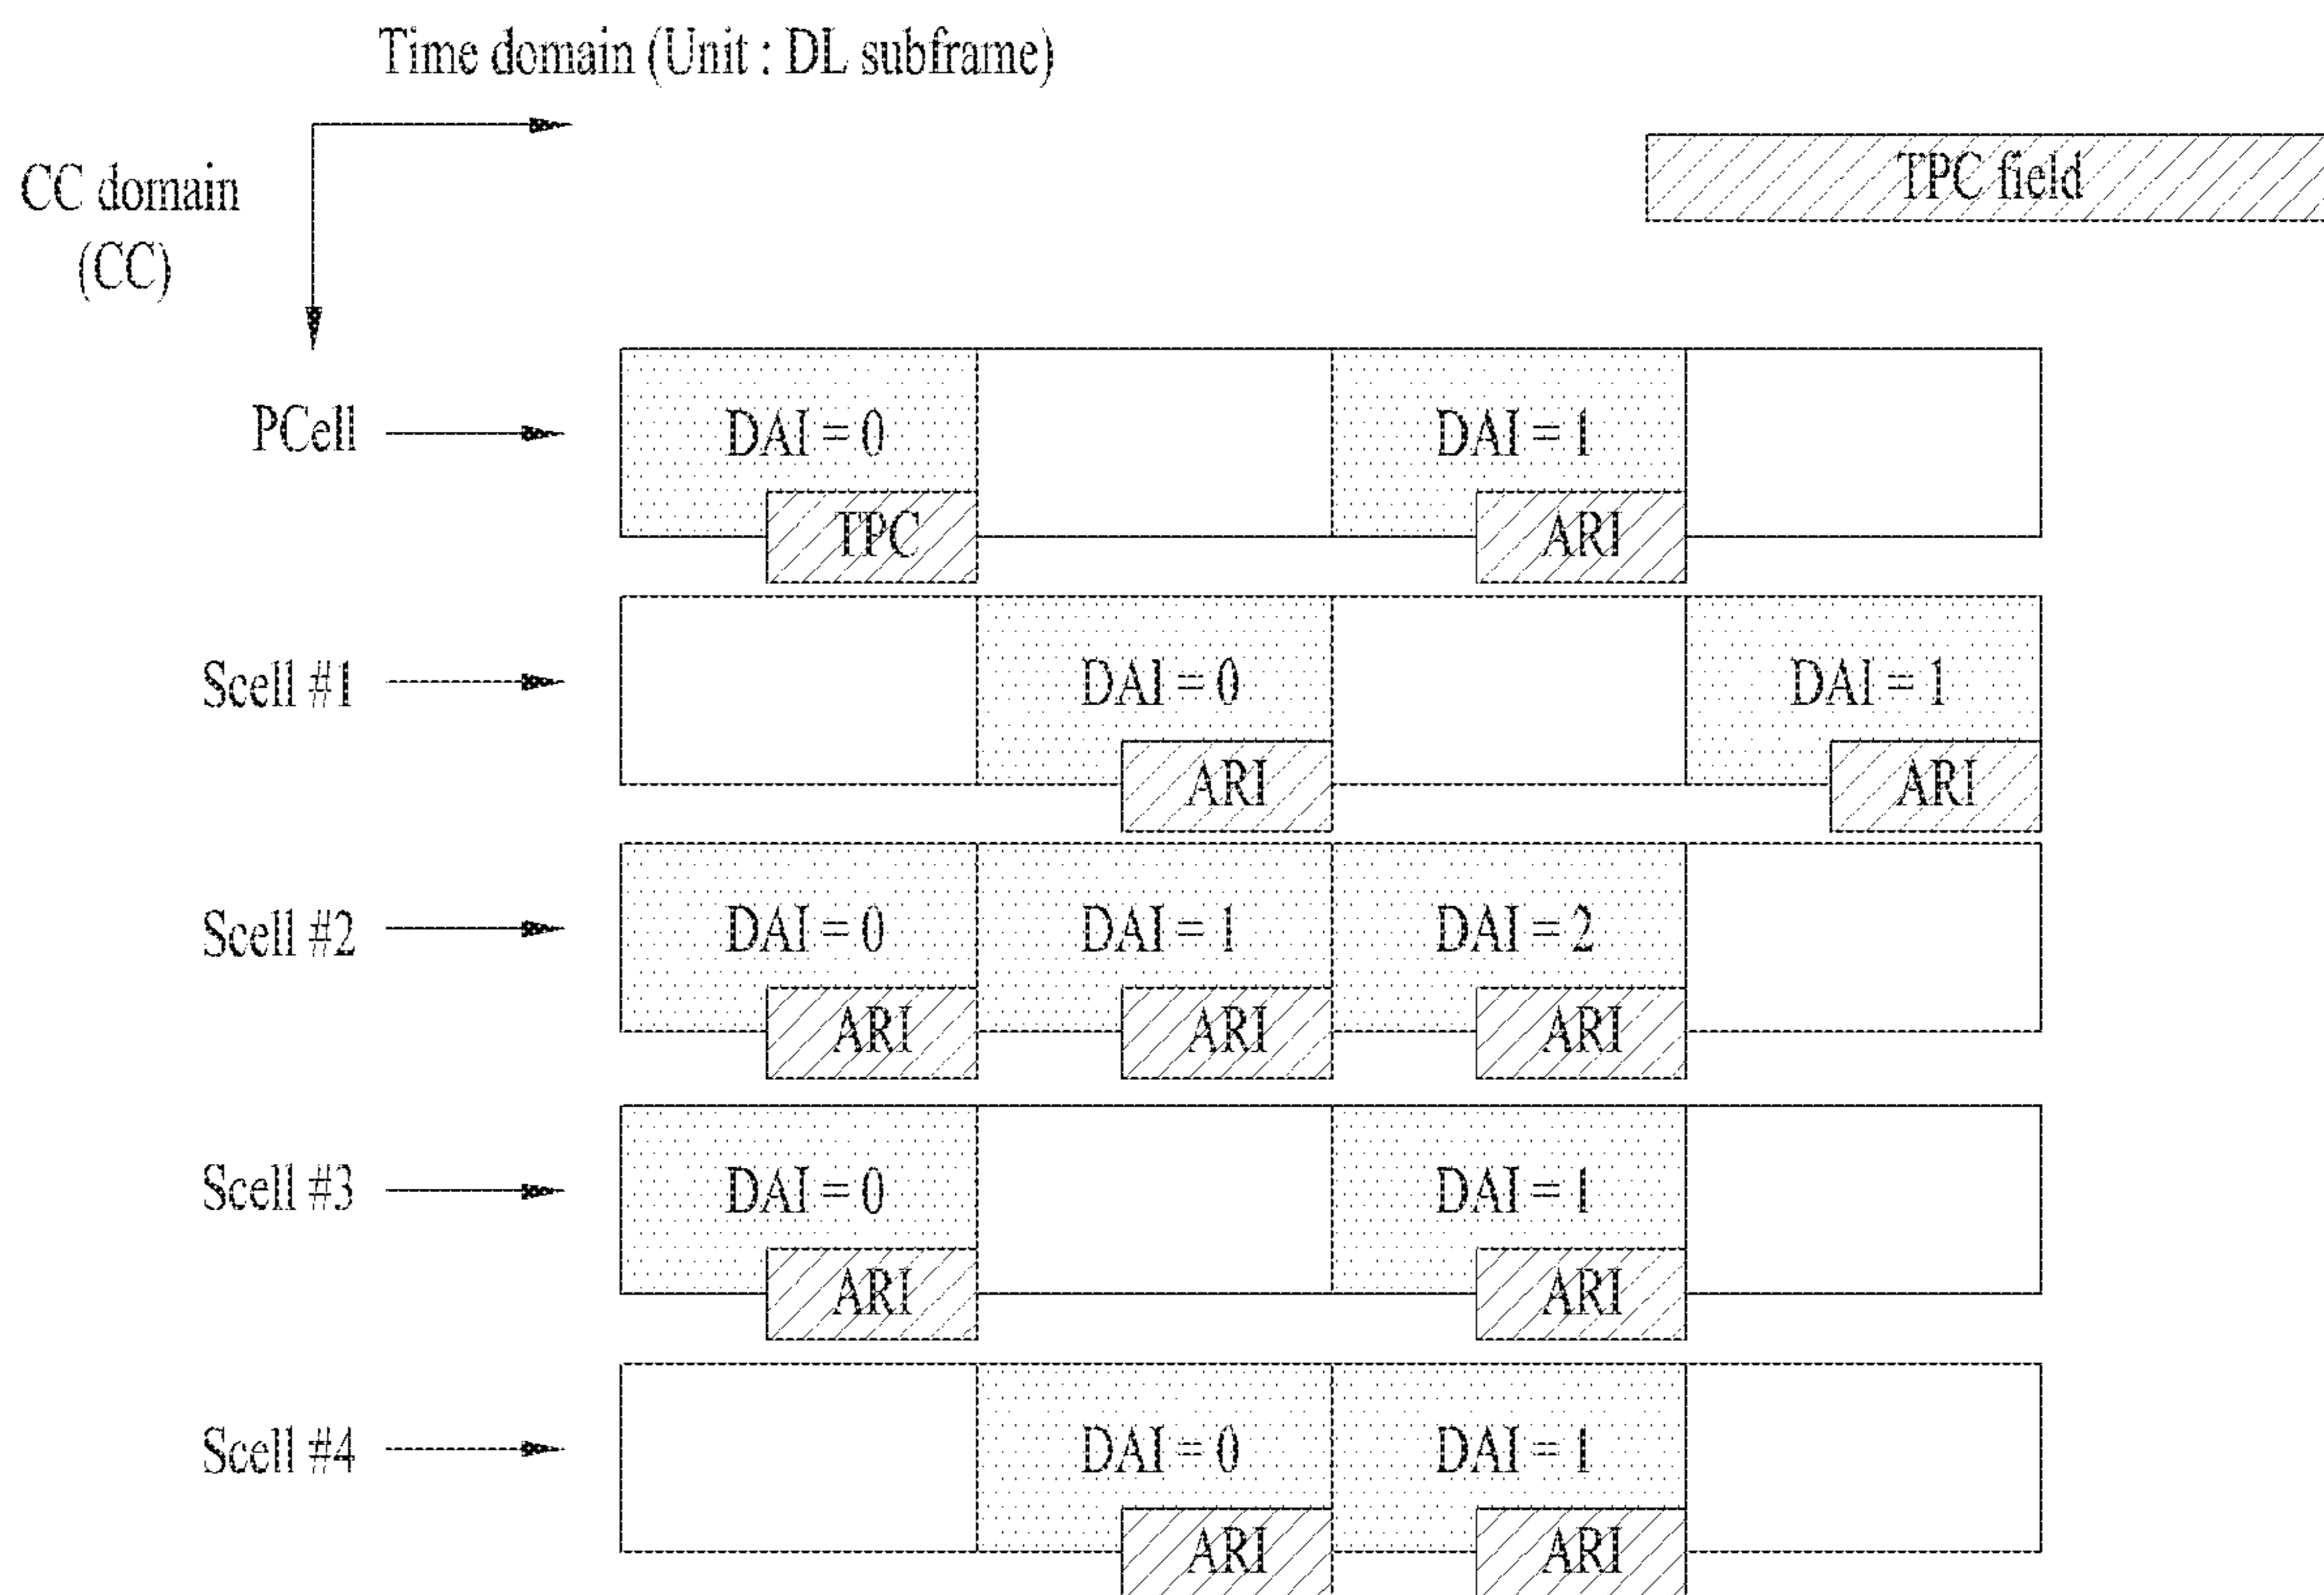 Time domain (Unit : DL subframe)
CC domain
(CC)
TPC field
PCell
DAI = 0
DAI = 1
TPC
ARI
Scell #1
DAI = 0
DAI = 1
ARI
ARI
Scell #2
DAI = 0
DAI = 1
DAI = 2
ARI
ARI
ARI
Scell #3
DAI = 0
DAI = 1
ARI
ARI
Scell #4
DAI = 0
DAI = 1
ARI
ARI